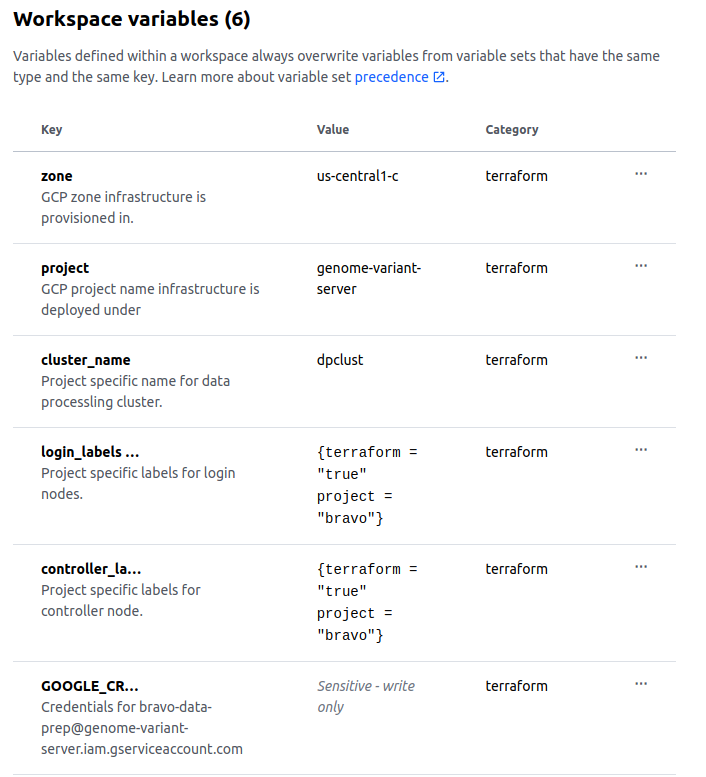 Workspace variables (6)
Variables defined within a workspace always overwrite variables from variable sets that have the same
type and the same key. Learn more about variable set precedence.
Key Value Category
zone us-central1-c terraform ...
GCP zone infrastructure is
provisioned in.
project genome-variant- terraform ...
GCP project name infrastructure is server
deployed under
cluster_name dpclust terraform ...
Project specific name for data
processling cluster.
login_labels ... {terraform = terraform ...
Project specific labels for login "true"
nodes. project =
"bravo"}
controller_la... {terraform = terraform ...
Project specific labels for "true"
controller node. project =
"bravo"}
GOOGLE_CR... Sensitive - write terraform ...
Credentials for bravo-data- only
prep@genome-variant-
server.iam.gserviceaccount.com